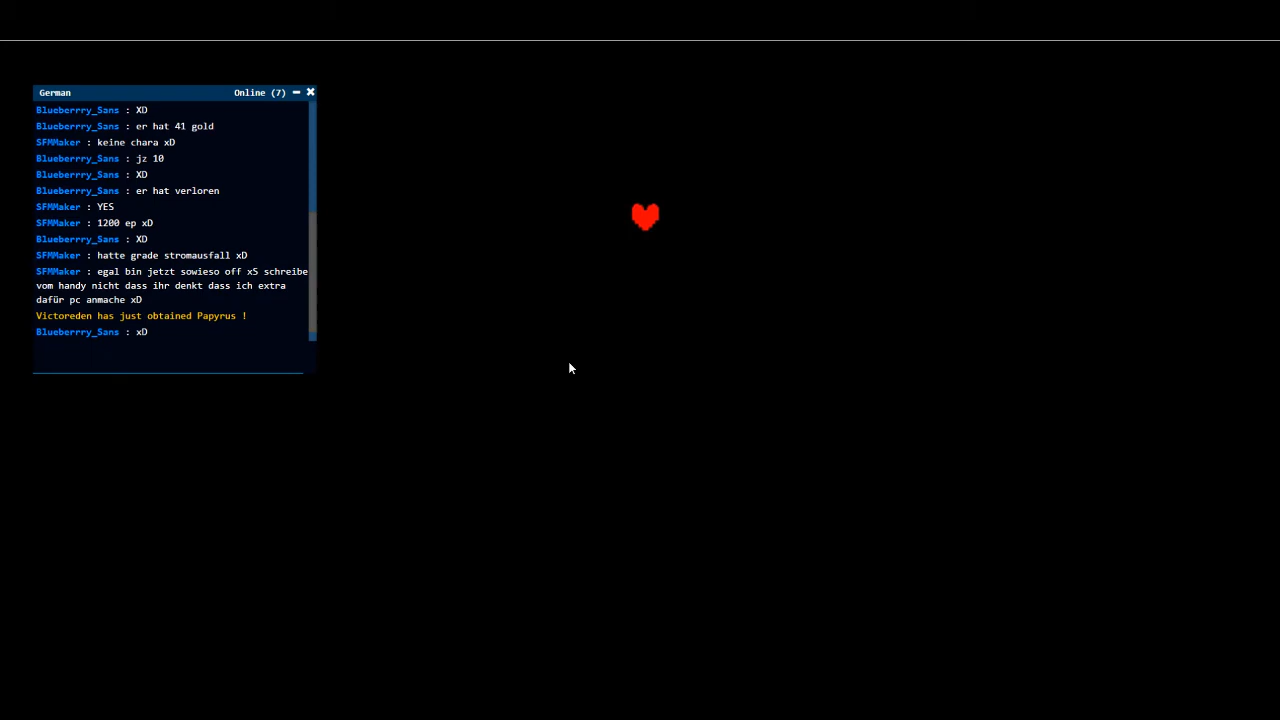 German Online (7)
Blueberrry_Sans : XD
Blueberrry_Sans : er hat 41 gold
SFMMaker : keine chara xD
Blueberrry_Sans : jz 10
Blueberrry_Sans : XD
Blueberrry_Sans : er hat verloren
SFMMaker : YES
SFMMaker : 1200 ep xD
Blueberrry_Sans : XD
SFMMaker : hatte grade stromausfall xD
SFMMaker : egal bin jetzt sowieso off xS schreibe
vom handy nicht dass ihr denkt dass ich extra
dafür pc anmache xD
Victoreden has just obtained Papyrus !
Blueberrry_Sans : xD